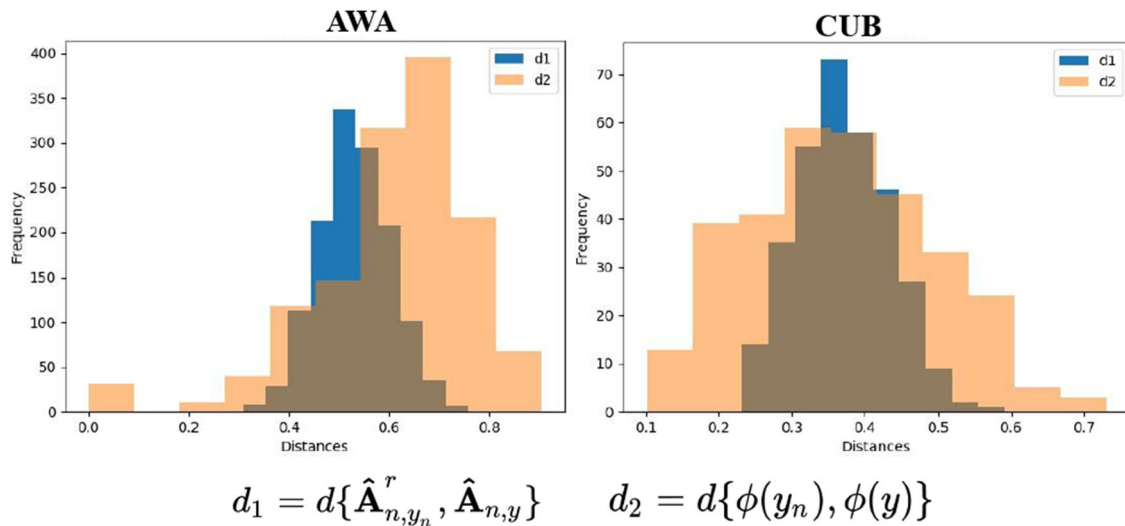 AWA
CUB
d1
d2
d1
d2
400
350
300
250
200
150
100
50
0
Frequency
0.0 0.2 0.4 0.6 0.8
Distances
70
60
50
40
30
20
10
0
Frequency
0.1 0.2 0.3 0.4 0.5 0.6 0.7
Distances
d₁ = d{Â^r_{n,y_n}, Â_{n,y}}
d₂ = d{ϕ(y_n), ϕ(y)}